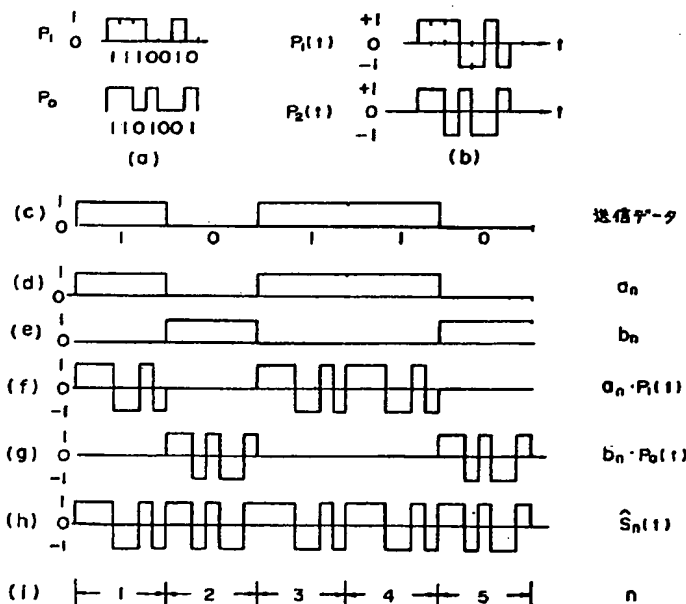 P₁ 1 0 1110010
P₀ 1101001
(a)
P₁(t) +1 0 -1 t
P₂(t) +1 0 -1 t
(b)
(c) 1 0 1 0 1 1 0 送信データ
(d) 1 0 aₙ
(e) 1 0 bₙ
(f) 1 0 -1 aₙ·P₁(t)
(g) 1 0 -1 bₙ·P₀(t)
(h) 1 0 -1 Ŝₙ(t)
(i) 1 2 3 4 5 n